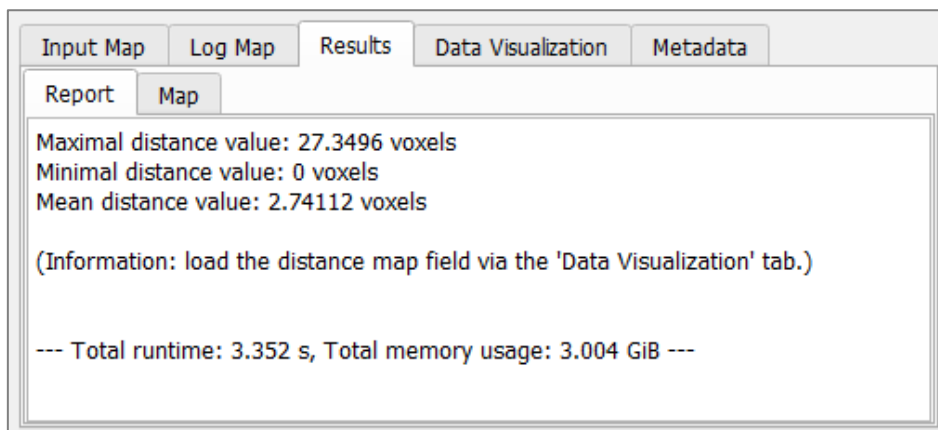 Input Map Log Map Results Data Visualization Metadata
Report Map
Maximal distance value: 27.3496 voxels
Minimal distance value: 0 voxels
Mean distance value: 2.74112 voxels
(Information: load the distance map field via the 'Data Visualization' tab.)
--- Total runtime: 3.352 s, Total memory usage: 3.004 GiB ---